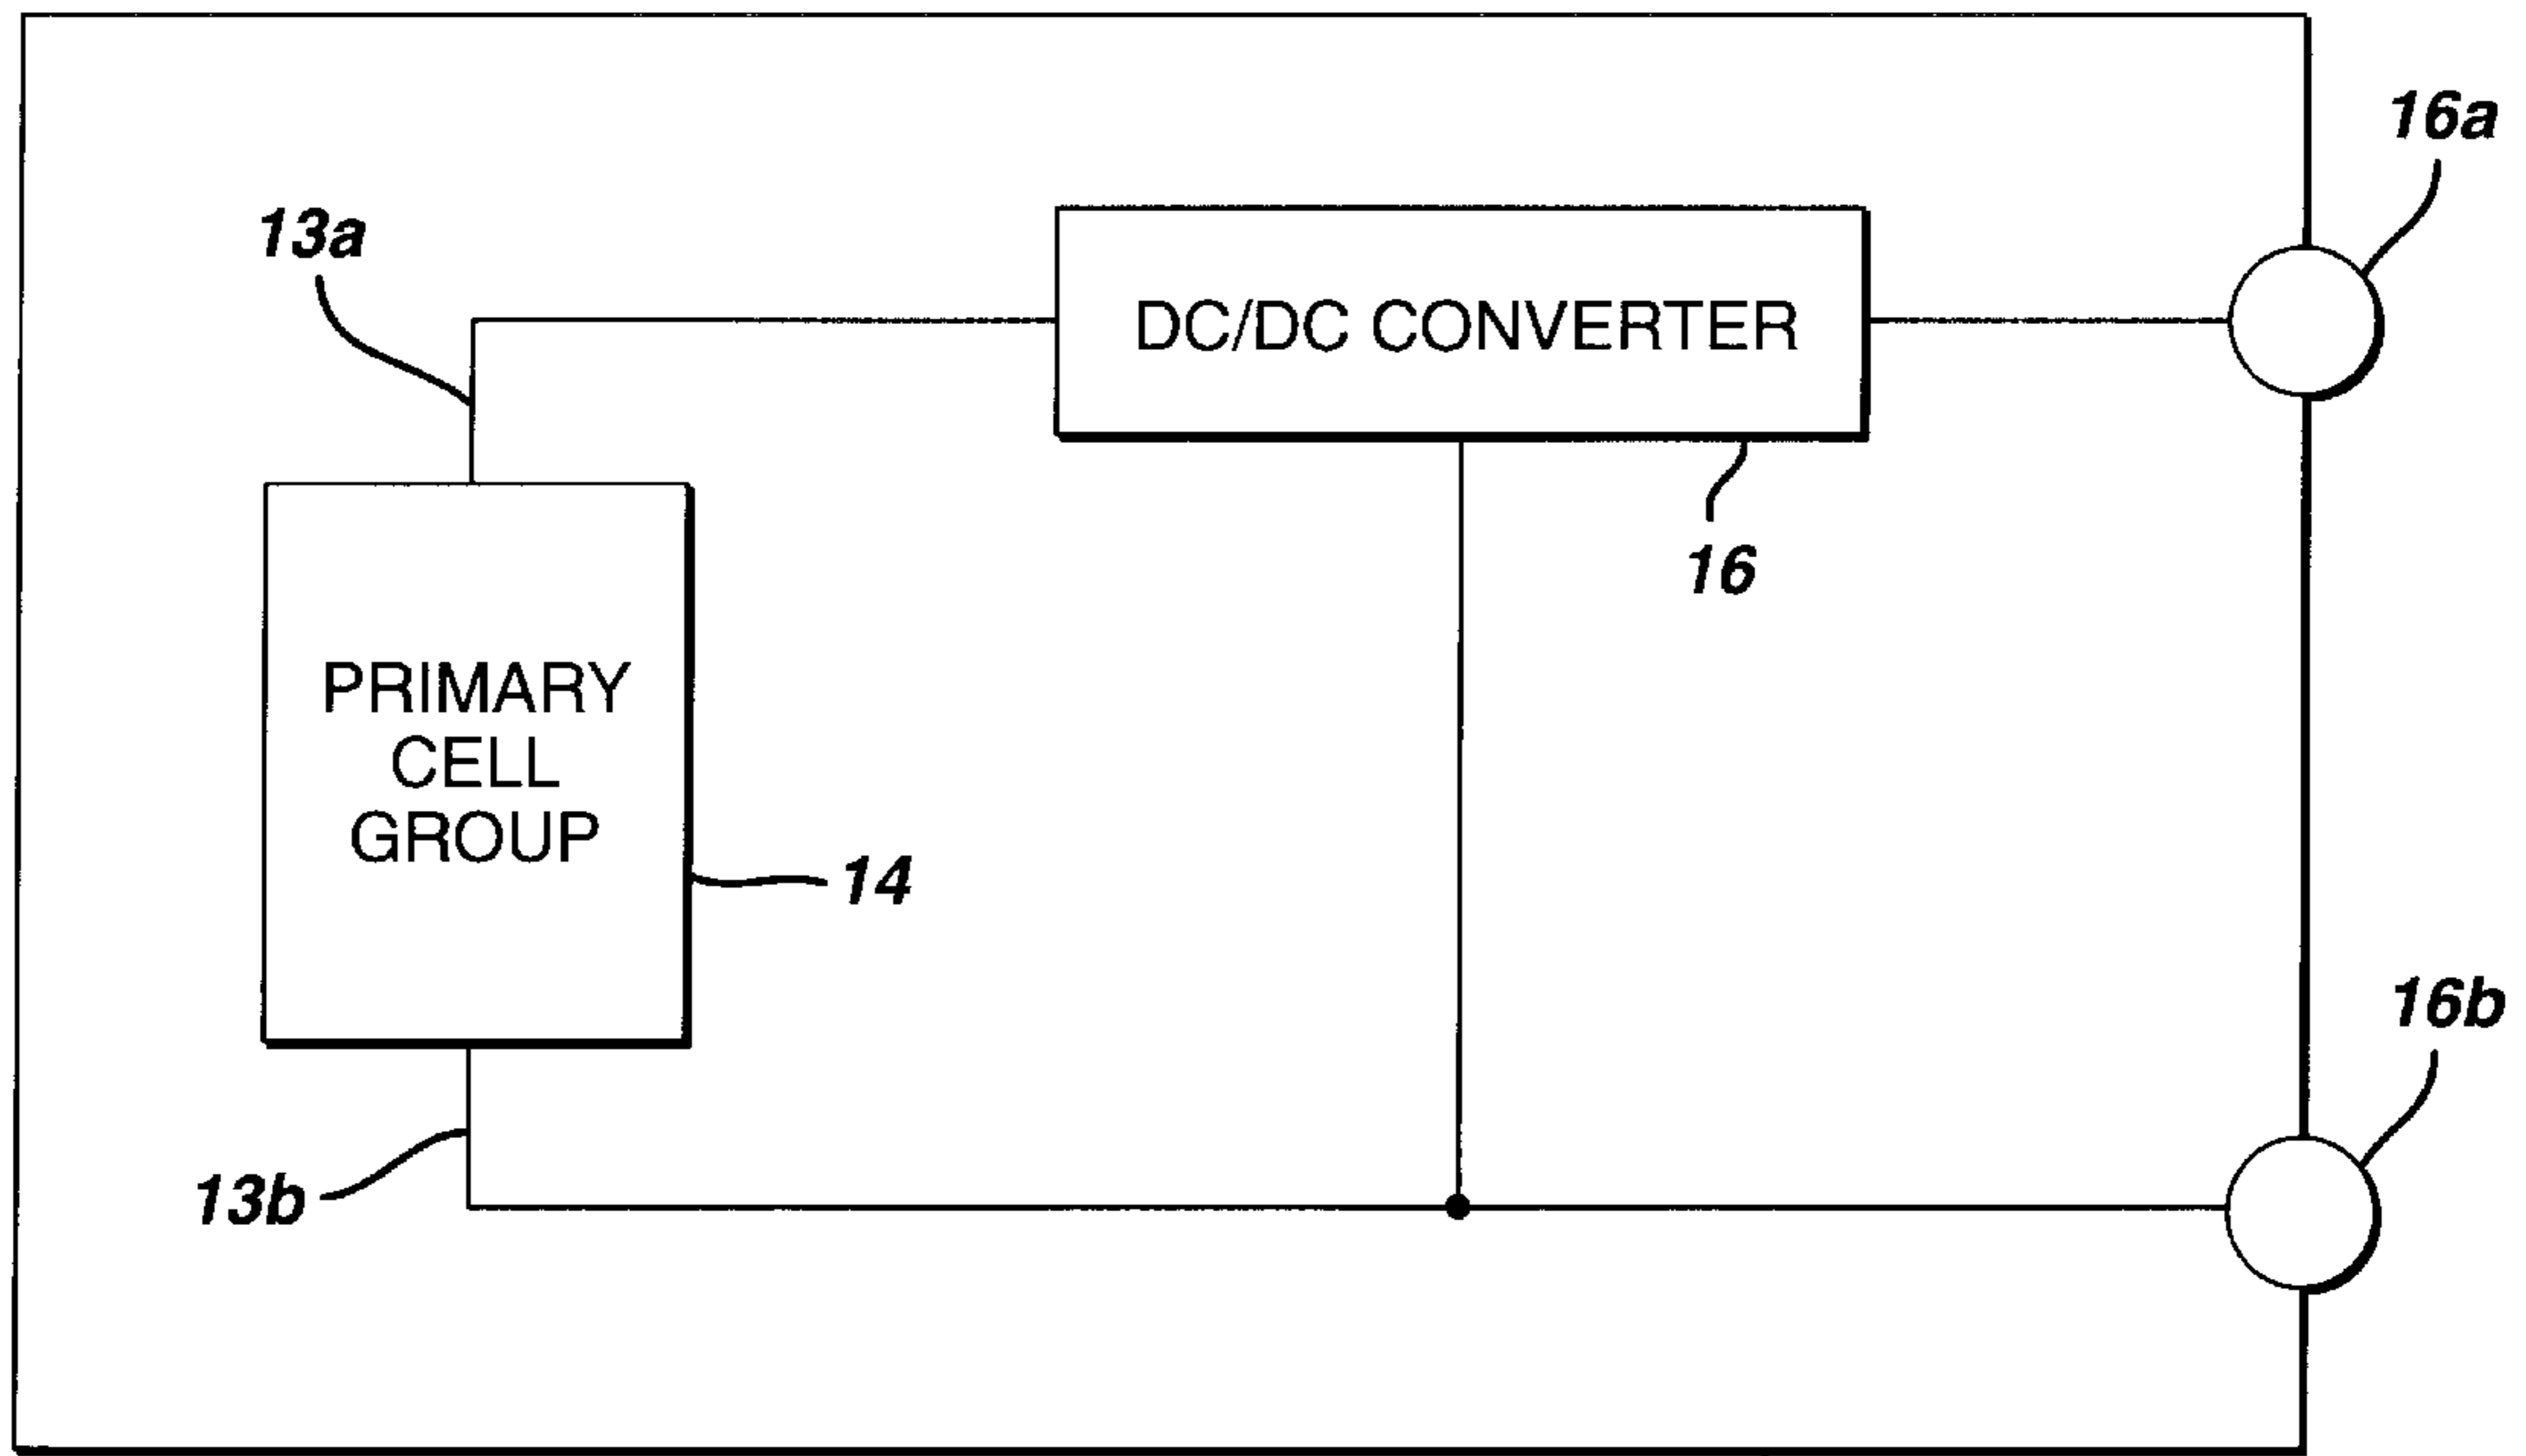 16a
13a
DC/DC CONVERTER
16
PRIMARY
CELL
GROUP
14
16b
13b